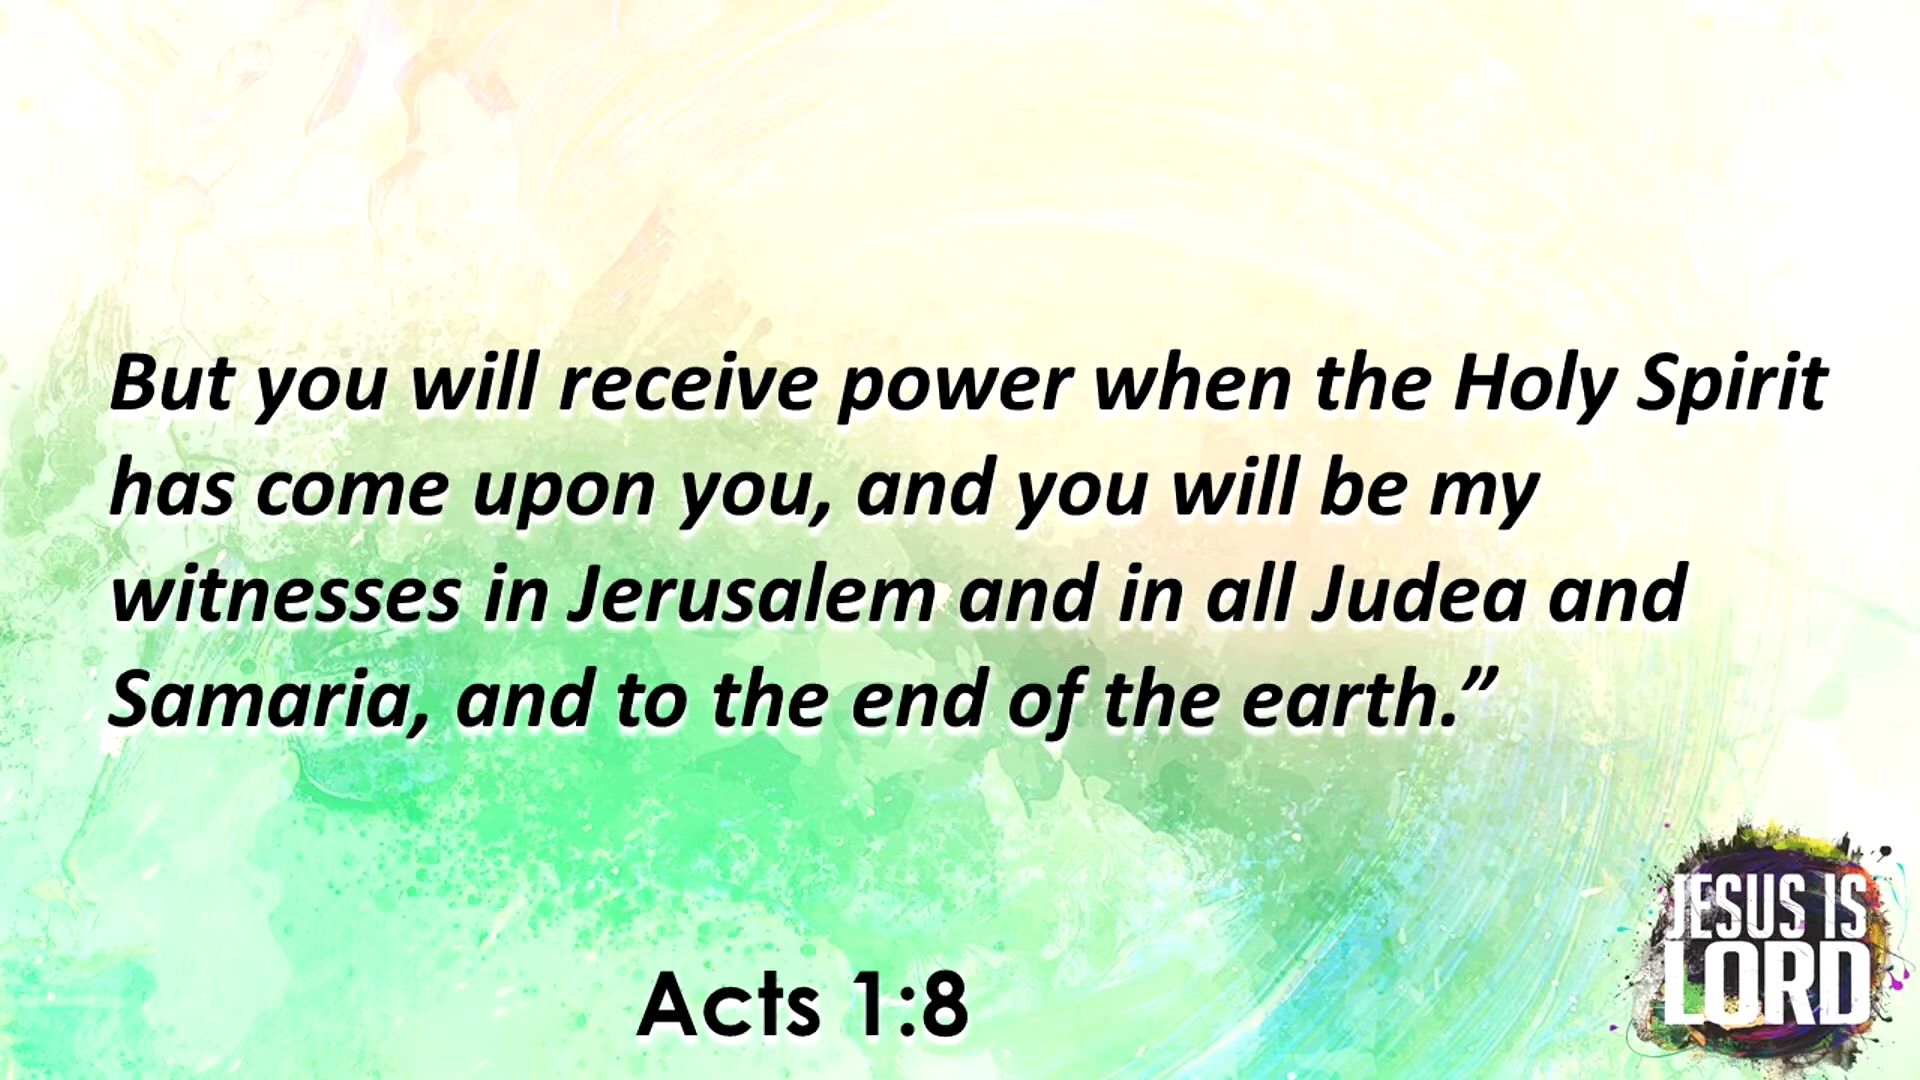 But you will receive power when the Holy Spirit
has come upon you, and you will be my
witnesses in Jerusalem and in all Judea and
Samaria, and to the end of the earth.”
Acts 1:8
JESUS IS
LORD